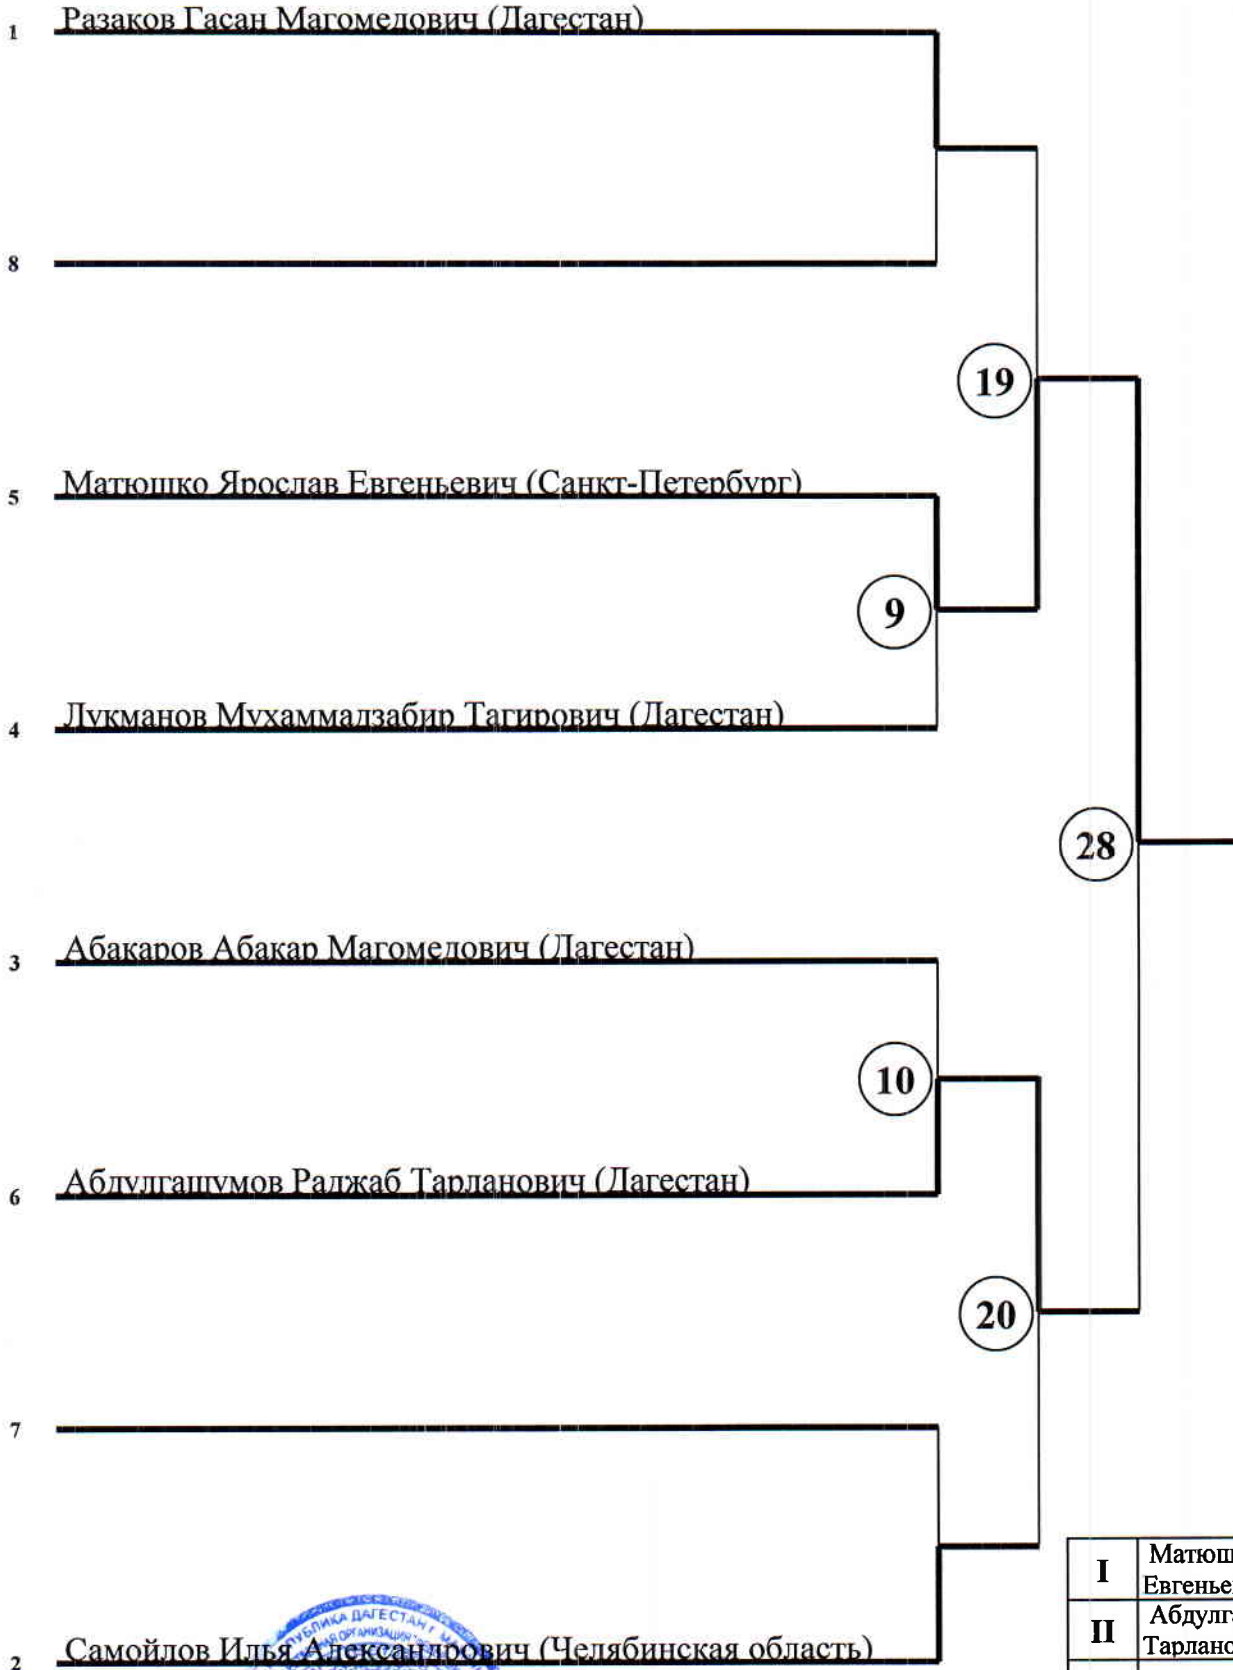 1 Разаков Гасан Магомедович (Дагестан)
8
19
5 Матюшко Ярослав Евгеньевич (Санкт-Петербург)
9
4 Лукманов Мухаммадзабир Тагирович (Дагестан)
28
3 Абакаров Абакар Магомедович (Дагестан)
10
6 Абдулгашумов Раджаб Тарланович (Дагестан)
20
7
I Матюш
Евгенье
II Абдулг
Тарлано
ДАГЕСТАН
ОРГАНИЗАЦИЯ
2 Самойлов Илья Александрович (Челябинская область)